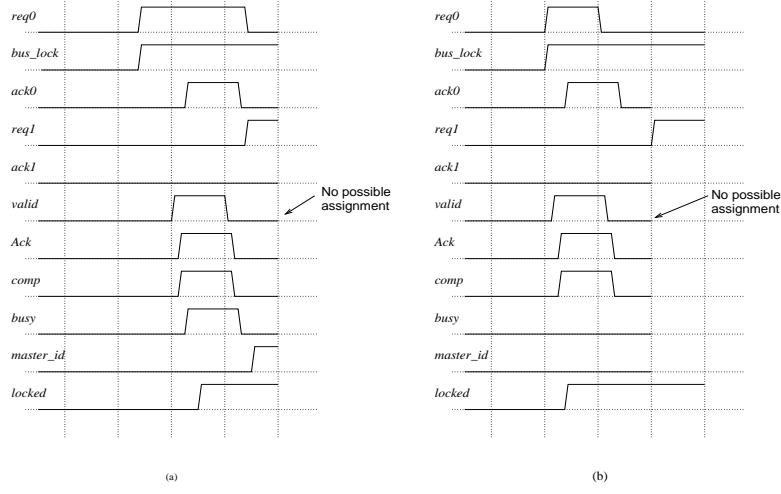 req0
bus_lock
ack0
req1
ack1
valid
Ack
comp
busy
master_id
locked
No possible
assignment
(a)
req0
bus_lock
ack0
req1
ack1
valid
Ack
comp
busy
master_id
locked
No possible
assignment
(b)